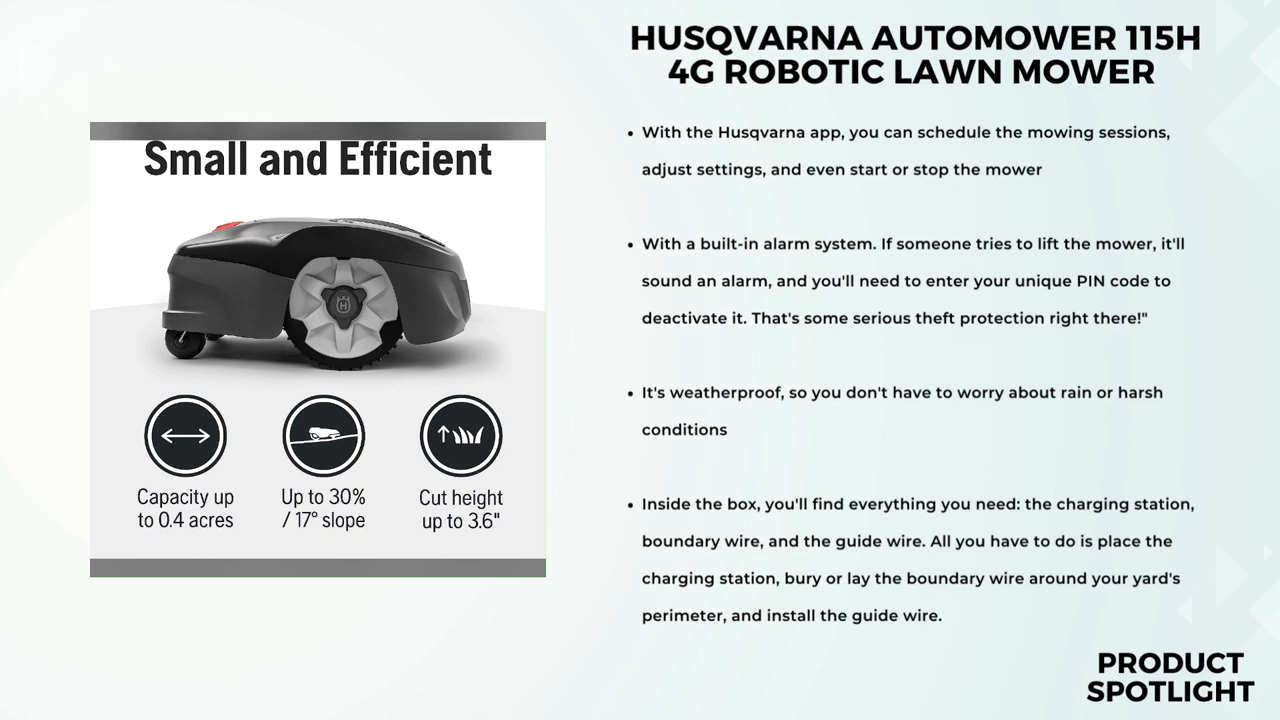 HUSQVARNA AUTOMOWER 115H
4G ROBOTIC LAWN MOWER
Small and Efficient
H
Capacity up
to 0.4 acres
Up to 30%
/ 17° slope
Cut height
up to 3.6"
• With the Husqvarna app, you can schedule the mowing sessions,
adjust settings, and even start or stop the mower
• With a built-in alarm system. If someone tries to lift the mower, it'll
sound an alarm, and you'll need to enter your unique PIN code to
deactivate it. That's some serious theft protection right there!"
• It's weatherproof, so you don't have to worry about rain or harsh
conditions
• Inside the box, you'll find everything you need: the charging station,
boundary wire, and the guide wire. All you have to do is place the
charging station, bury or lay the boundary wire around your yard's
perimeter, and install the guide wire.
PRODUCT
SPOTLIGHT